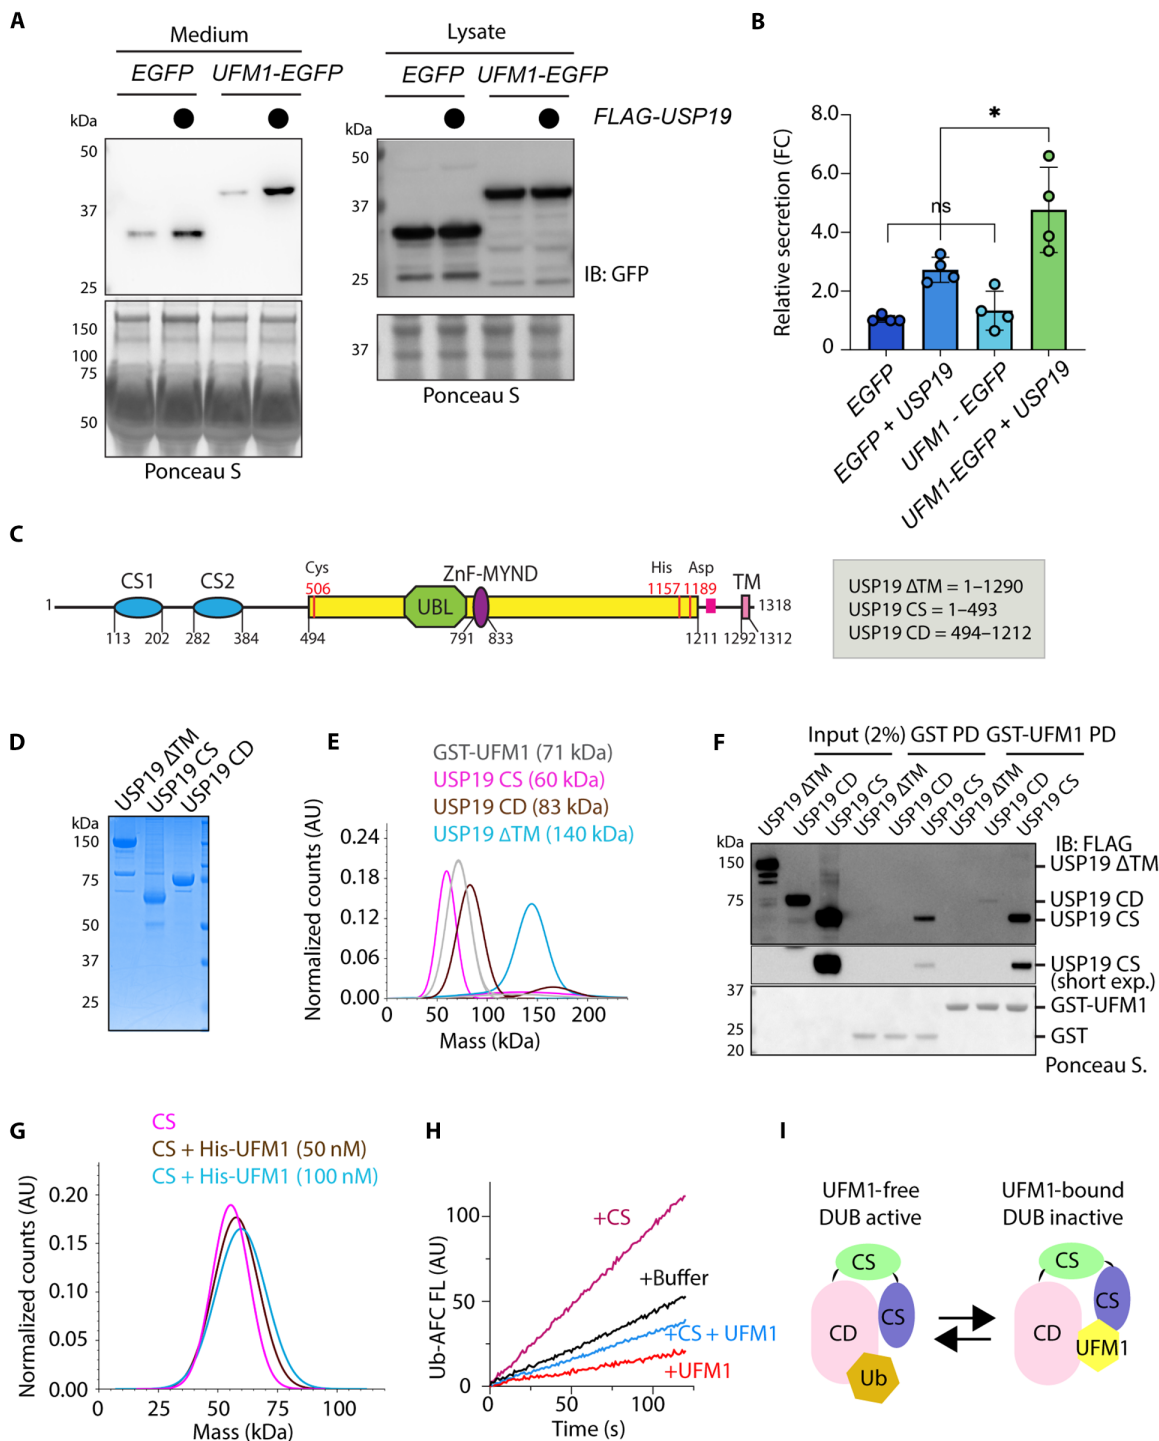 A
Medium
EGFP UFM1-EGFP
kDa
50
37
25
150
100
75
50
Ponceau S
Lysate
EGFP UFM1-EGFP
FLAG-USP19
kDa
50
37
25
IB: GFP
37
Ponceau S
B
Relative secretion (FC)
8.0
6.0
4.0
2.0
0
*
ns
EGFP
EGFP + USP19
UFM1 - EGFP
UFM1-EGFP + USP19
C
CS1 CS2 Cys ZnF-MYND His Asp TM
506 1157 1189
1 UBL 1318
113 202 282 384 494 791 833 1211 1292 1312
USP19 ΔTM = 1–1290
USP19 CS = 1–493
USP19 CD = 494–1212
D
USP19 ΔTM
USP19 CS
USP19 CD
kDa
150
75
50
37
25
E
GST-UFM1 (71 kDa)
USP19 CS (60 kDa)
USP19 CD (83 kDa)
USP19 ΔTM (140 kDa)
Normalized counts (AU)
0.24
0.18
0.12
0.06
0.00
0 50 100 150 200
Mass (kDa)
F
Input (2%) GST PD GST-UFM1 PD
USP19 ΔTM
USP19 CD
USP19 CS
USP19 ΔTM
USP19 CD
USP19 CS
USP19 ΔTM
USP19 CD
USP19 CS
kDa
150
75
37
25
20
IB: FLAG
USP19 ΔTM
USP19 CD
USP19 CS
USP19 CS
(short exp.)
GST-UFM1
GST
Ponceau S.
G
CS
CS + His-UFM1 (50 nM)
CS + His-UFM1 (100 nM)
Normalized counts (AU)
0.20
0.15
0.10
0.05
0.00
0 25 50 75 100
Mass (kDa)
H
Ub-AFC FL (AU)
100
50
0
+CS
+Buffer
+CS + UFM1
+UFM1
0 50 100
Time (s)
I
UFM1-free
DUB active
UFM1-bound
DUB inactive
CS
CS
CD
Ub
CS
CS
CD
UFM1